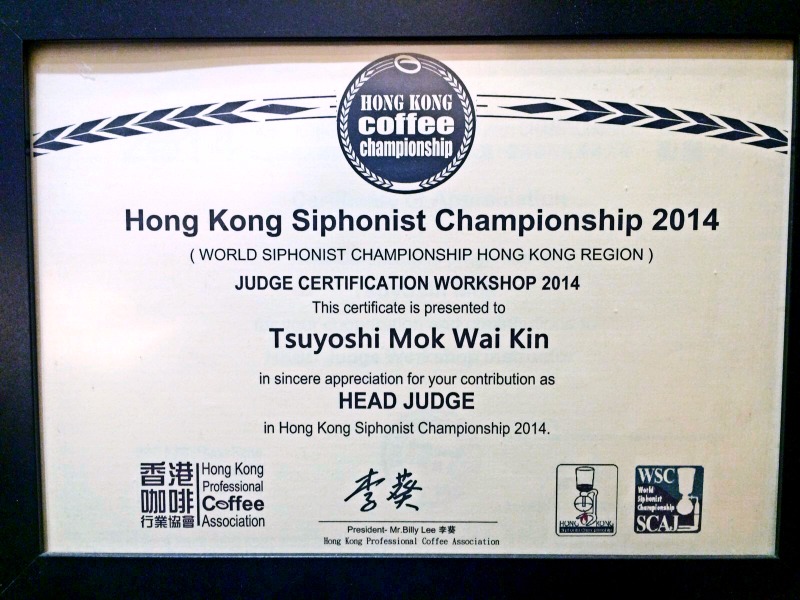 HONG KONG
coffee
championship
Hong Kong Siphonist Championship 2014
( WORLD SIPHONIST CHAMPIONSHIP HONG KONG REGION )
JUDGE CERTIFICATION WORKSHOP 2014
This certificate is presented to
Tsuyoshi Mok Wai Kin
in sincere appreciation for your contribution as
HEAD JUDGE
in Hong Kong Siphonist Championship 2014.
香港
咖啡
行業協會
Hong Kong
Professional
Coffee
Association
李葵
President- Mr.Billy Lee 李葵
Hong Kong Professional Coffee Association
HONG KONG
WSC
World
Siphonist
Championship
SCAJ